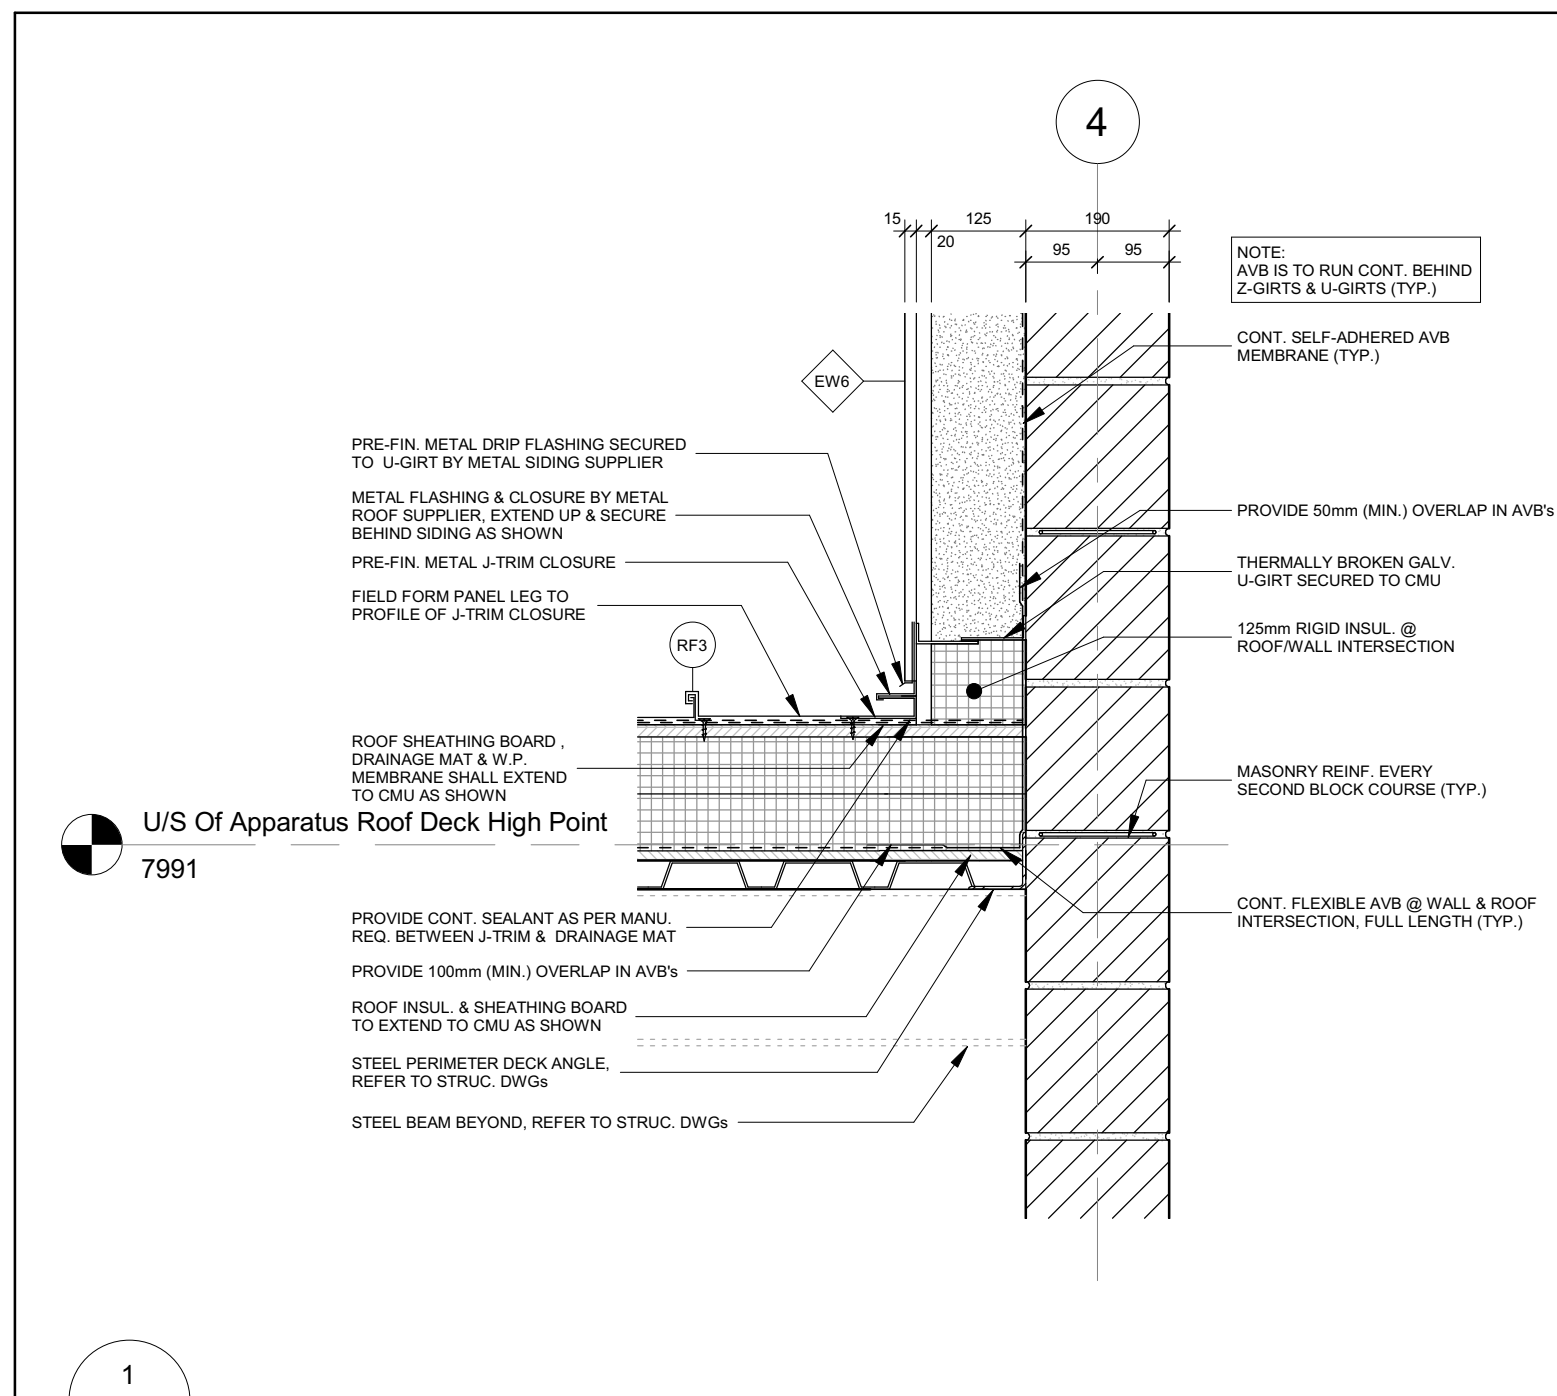 4
15
125
190
20
95
95
NOTE:
AVB IS TO RUN CONT. BEHIND
Z-GIRTS & U-GIRTS (TYP.)
CONT. SELF-ADHERED AVB
MEMBRANE (TYP.)
EW6
PRE-FIN. METAL DRIP FLASHING SECURED
TO U-GIRT BY METAL SIDING SUPPLIER
METAL FLASHING & CLOSURE BY METAL
ROOF SUPPLIER, EXTEND UP & SECURE
BEHIND SIDING AS SHOWN
PRE-FIN. METAL J-TRIM CLOSURE
FIELD FORM PANEL LEG TO
PROFILE OF J-TRIM CLOSURE
RF3
PROVIDE 50mm (MIN.) OVERLAP IN AVB's
THERMALLY BROKEN GALV.
U-GIRT SECURED TO CMU
125mm RIGID INSUL. @
ROOF/WALL INTERSECTION
ROOF SHEATHING BOARD ,
DRAINAGE MAT & W.P.
MEMBRANE SHALL EXTEND
TO CMU AS SHOWN
MASONRY REINF. EVERY
SECOND BLOCK COURSE (TYP.)
U/S Of Apparatus Roof Deck High Point
7991
PROVIDE CONT. SEALANT AS PER MANU.
REQ. BETWEEN J-TRIM & DRAINAGE MAT
PROVIDE 100mm (MIN.) OVERLAP IN AVB's
ROOF INSUL. & SHEATHING BOARD
TO EXTEND TO CMU AS SHOWN
STEEL PERIMETER DECK ANGLE,
REFER TO STRUC. DWGs
STEEL BEAM BEYOND, REFER TO STRUC. DWGs
CONT. FLEXIBLE AVB @ WALL & ROOF
INTERSECTION, FULL LENGTH (TYP.)
1